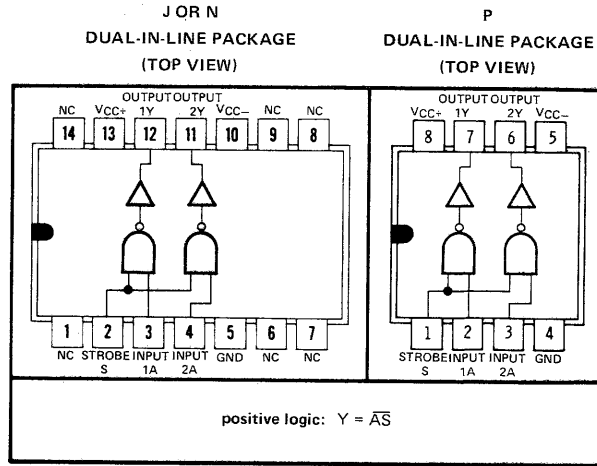 J OR N
DUAL-IN-LINE PACKAGE
(TOP VIEW)
OUTPUT OUTPUT
NC VCC+ 1Y 2Y VCC– NC NC
14 13 12 11 10 9 8
1 2 3 4 5 6 7
NC STROBE INPUT INPUT GND NC NC
S 1A 2A
P
DUAL-IN-LINE PACKAGE
(TOP VIEW)
OUTPUT OUTPUT
VCC+ 1Y 2Y VCC–
8 7 6 5
1 2 3 4
STROBE INPUT INPUT GND
S 1A 2A
positive logic: Y = A̅S̅